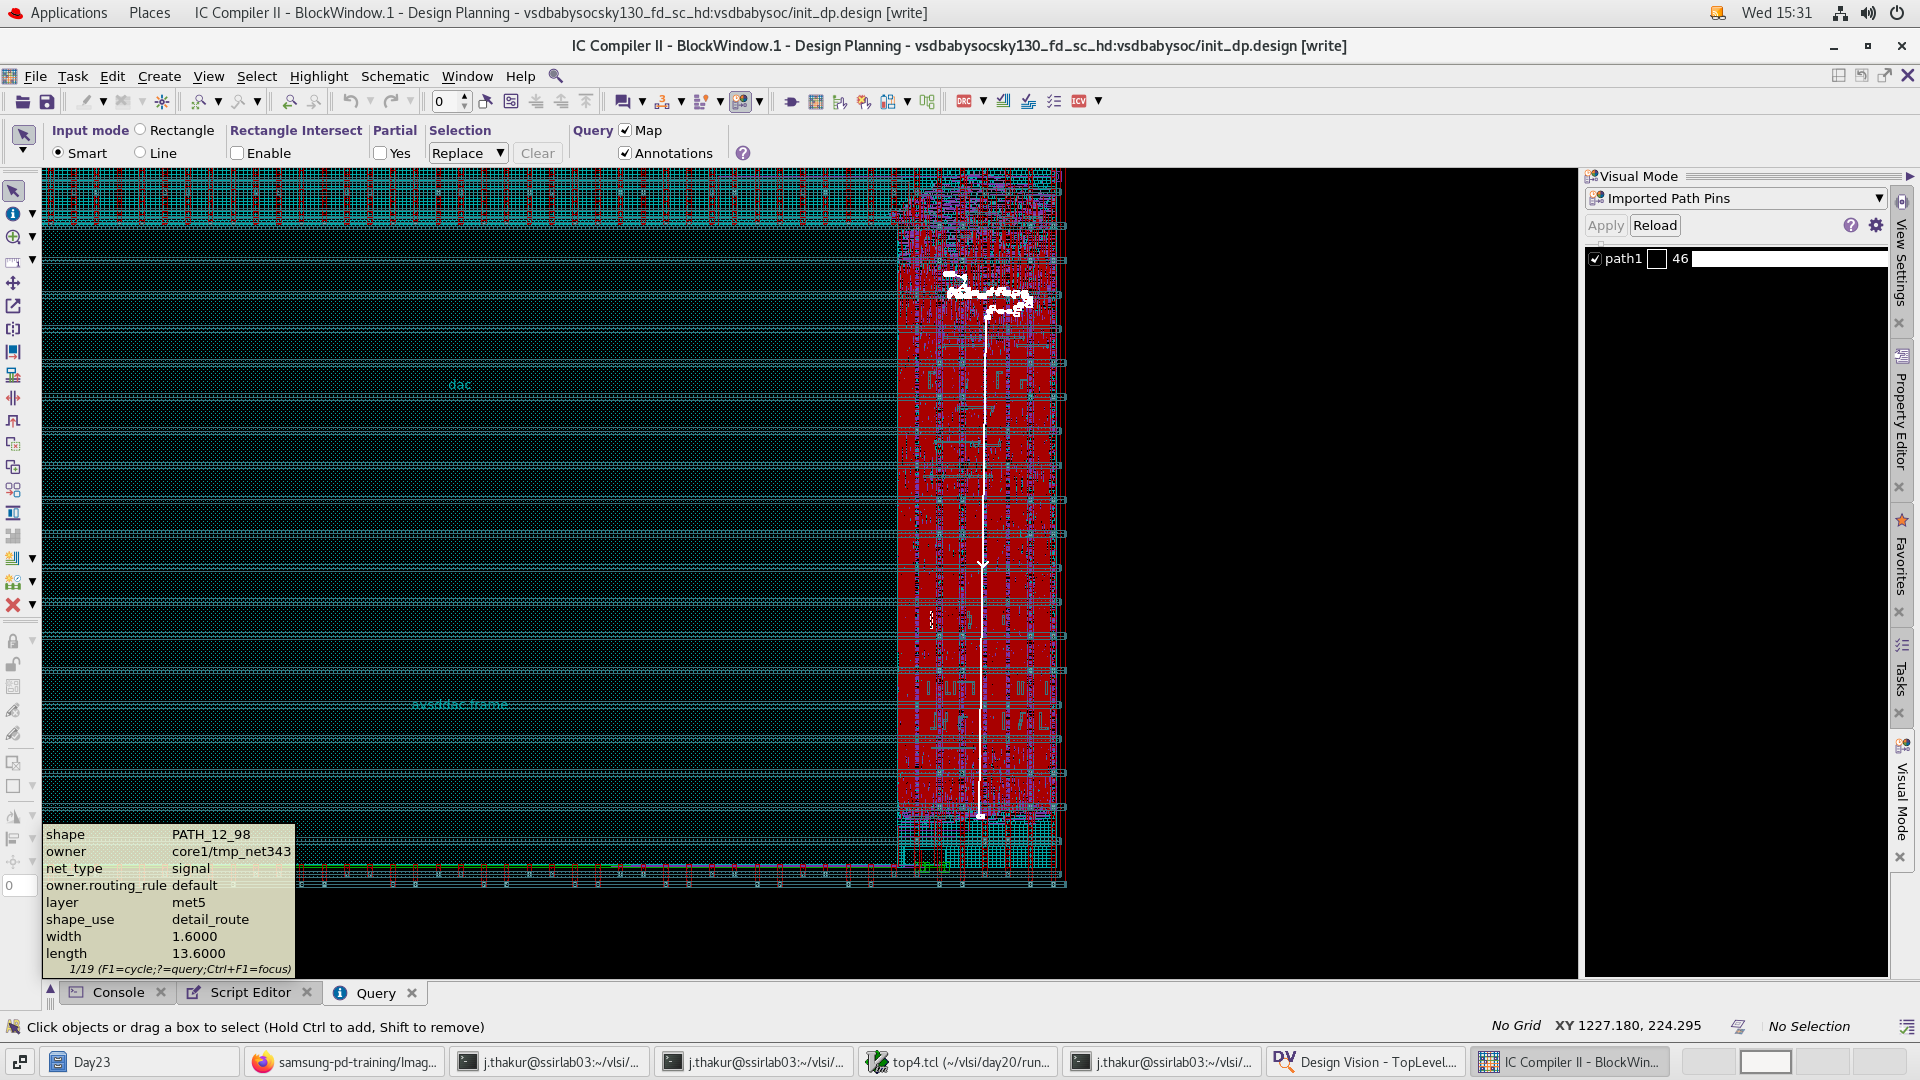 Applications Places IC Compiler II - BlockWindow.1 - Design Planning - vsdbabysocsky130_fd_sc_hd:vsdbabysoc/init_dp.design [write] Wed 15:31
IC Compiler II - BlockWindow.1 - Design Planning - vsdbabysocsky130_fd_sc_hd:vsdbabysoc/init_dp.design [write]
File Task Edit Create View Select Highlight Schematic Window Help
0 DRC ICV
Input mode Rectangle Rectangle Intersect Partial Selection Query Map
Smart Line Enable Yes Replace Clear Annotations
Visual Mode
Imported Path Pins
Apply Reload
path1 46
View Settings
Property Editor
Favorites
Tasks
Visual Mode
dac
avsddac.frame
shape PATH_12_98
owner core1/tmp_net343
net_type signal
owner.routing_rule default
layer met5
shape_use detail_route
width 1.6000
length 13.6000
1/19 (F1=cycle;?=query;Ctrl+F1=focus)
0
Console Script Editor Query
Click objects or drag a box to select (Hold Ctrl to add, Shift to remove) No Grid XY 1227.180, 224.295 No Selection
Day23 samsung-pd-training/Imag... j.thakur@ssirlab03:~/vlsi/... j.thakur@ssirlab03:~/vlsi/... top4.tcl (~/vlsi/day20/run... j.thakur@ssirlab03:~/vlsi/... Design Vision - TopLevel.... IC Compiler II - BlockWin...